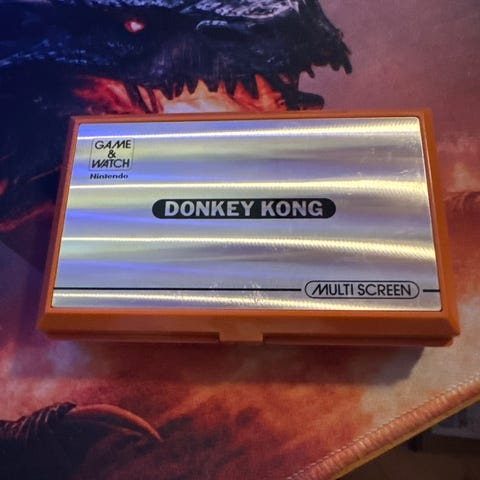 GAME
&
WATCH
Nintendo
DONKEY KONG
MULTI SCREEN